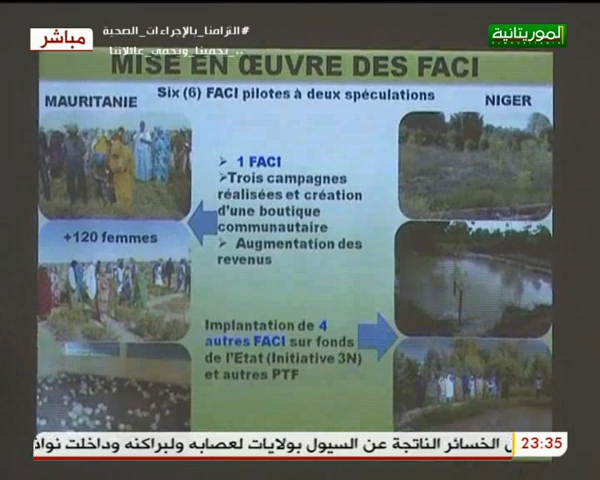 #التزامنا_بالإجراءات_الصحية
.. يحمينا_ويحمي_عائلاتنا
مباشر
الموريتانية
MISE EN ŒUVRE DES FACI
Six (6) FACI pilotes à deux spéculations
MAURITANIE
NIGER
➢ 1 FACI
➢Trois campagnes
réalisées et création
d'une boutique
communautaire
➢ Augmentation des
revenus
+120 femmes
Implantation de 4
autres FACI sur fonds
de l'Etat (Initiative 3N)
et autres PTF
الخسائر الناتجة عن السيول بولايات لعصابه ولبراكنه وداخلت
23:35